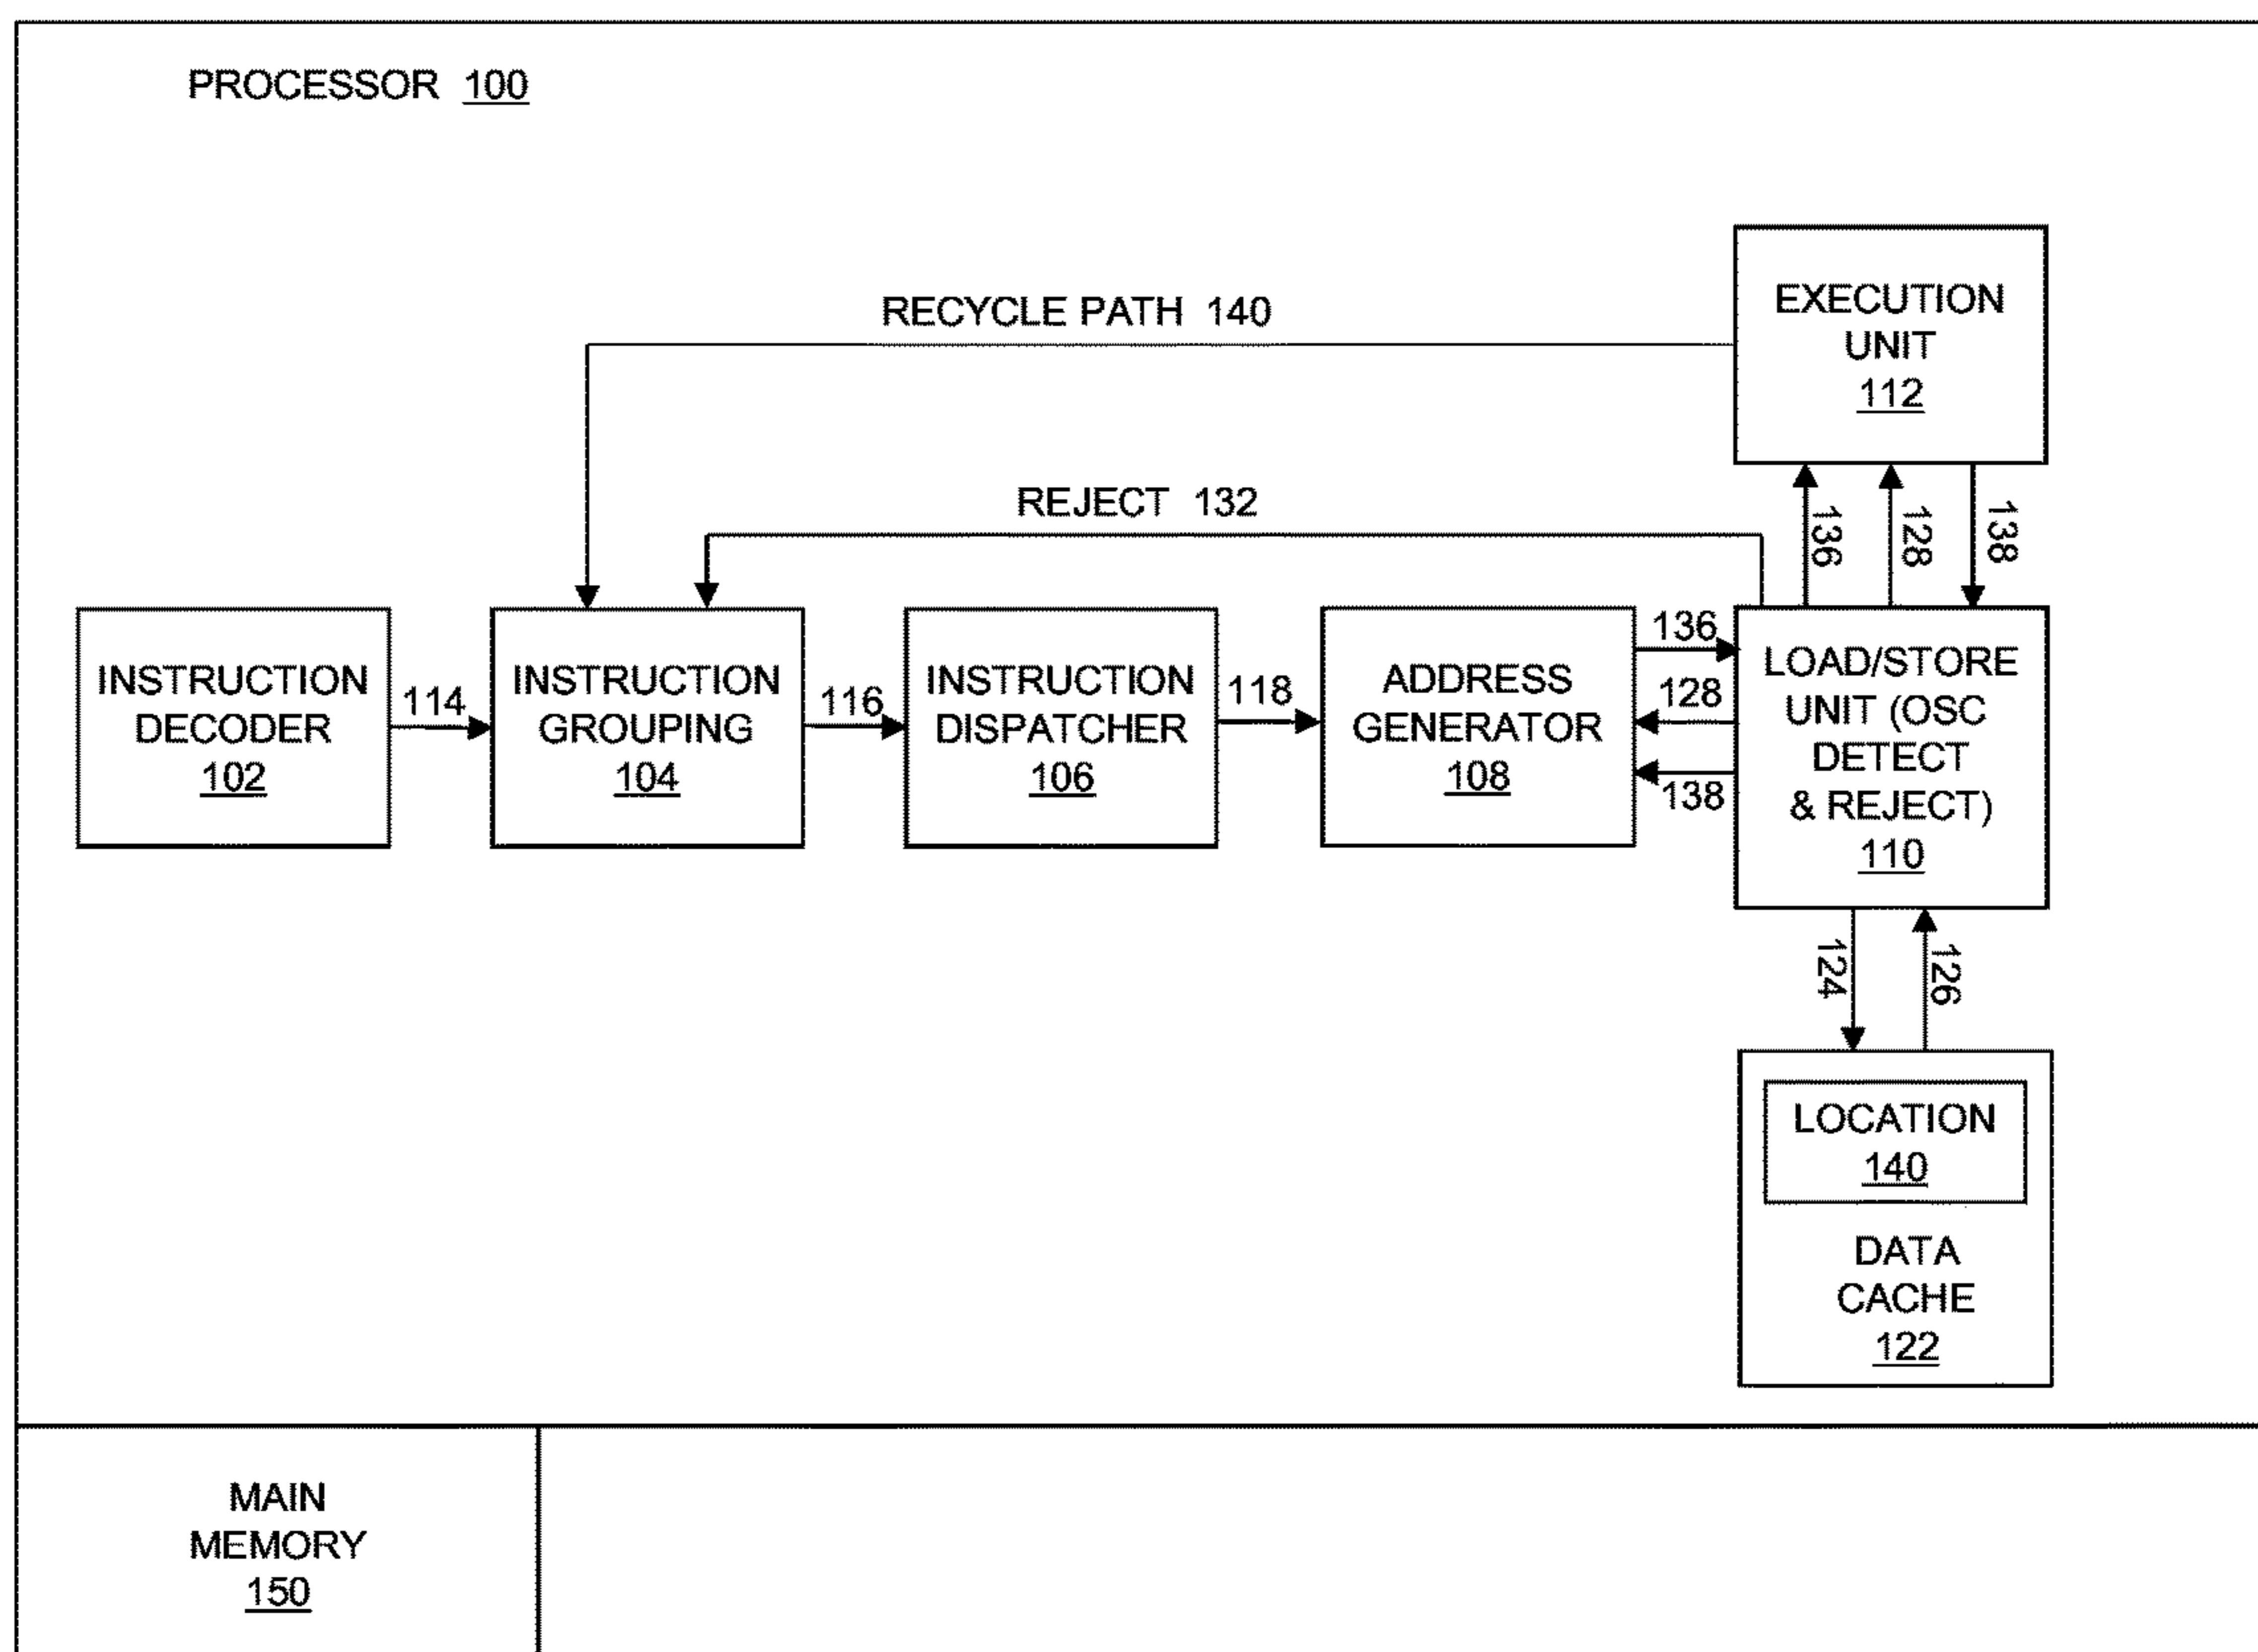 PROCESSOR 100
EXECUTION
UNIT
112
RECYCLE PATH 140
REJECT 132
136
128
138
INSTRUCTION
DECODER
102
114
INSTRUCTION
GROUPING
104
116
INSTRUCTION
DISPATCHER
106
118
ADDRESS
GENERATOR
108
136
128
138
LOAD/STORE
UNIT (OSC
DETECT
& REJECT)
110
124
126
LOCATION
140
DATA
CACHE
122
MAIN
MEMORY
150